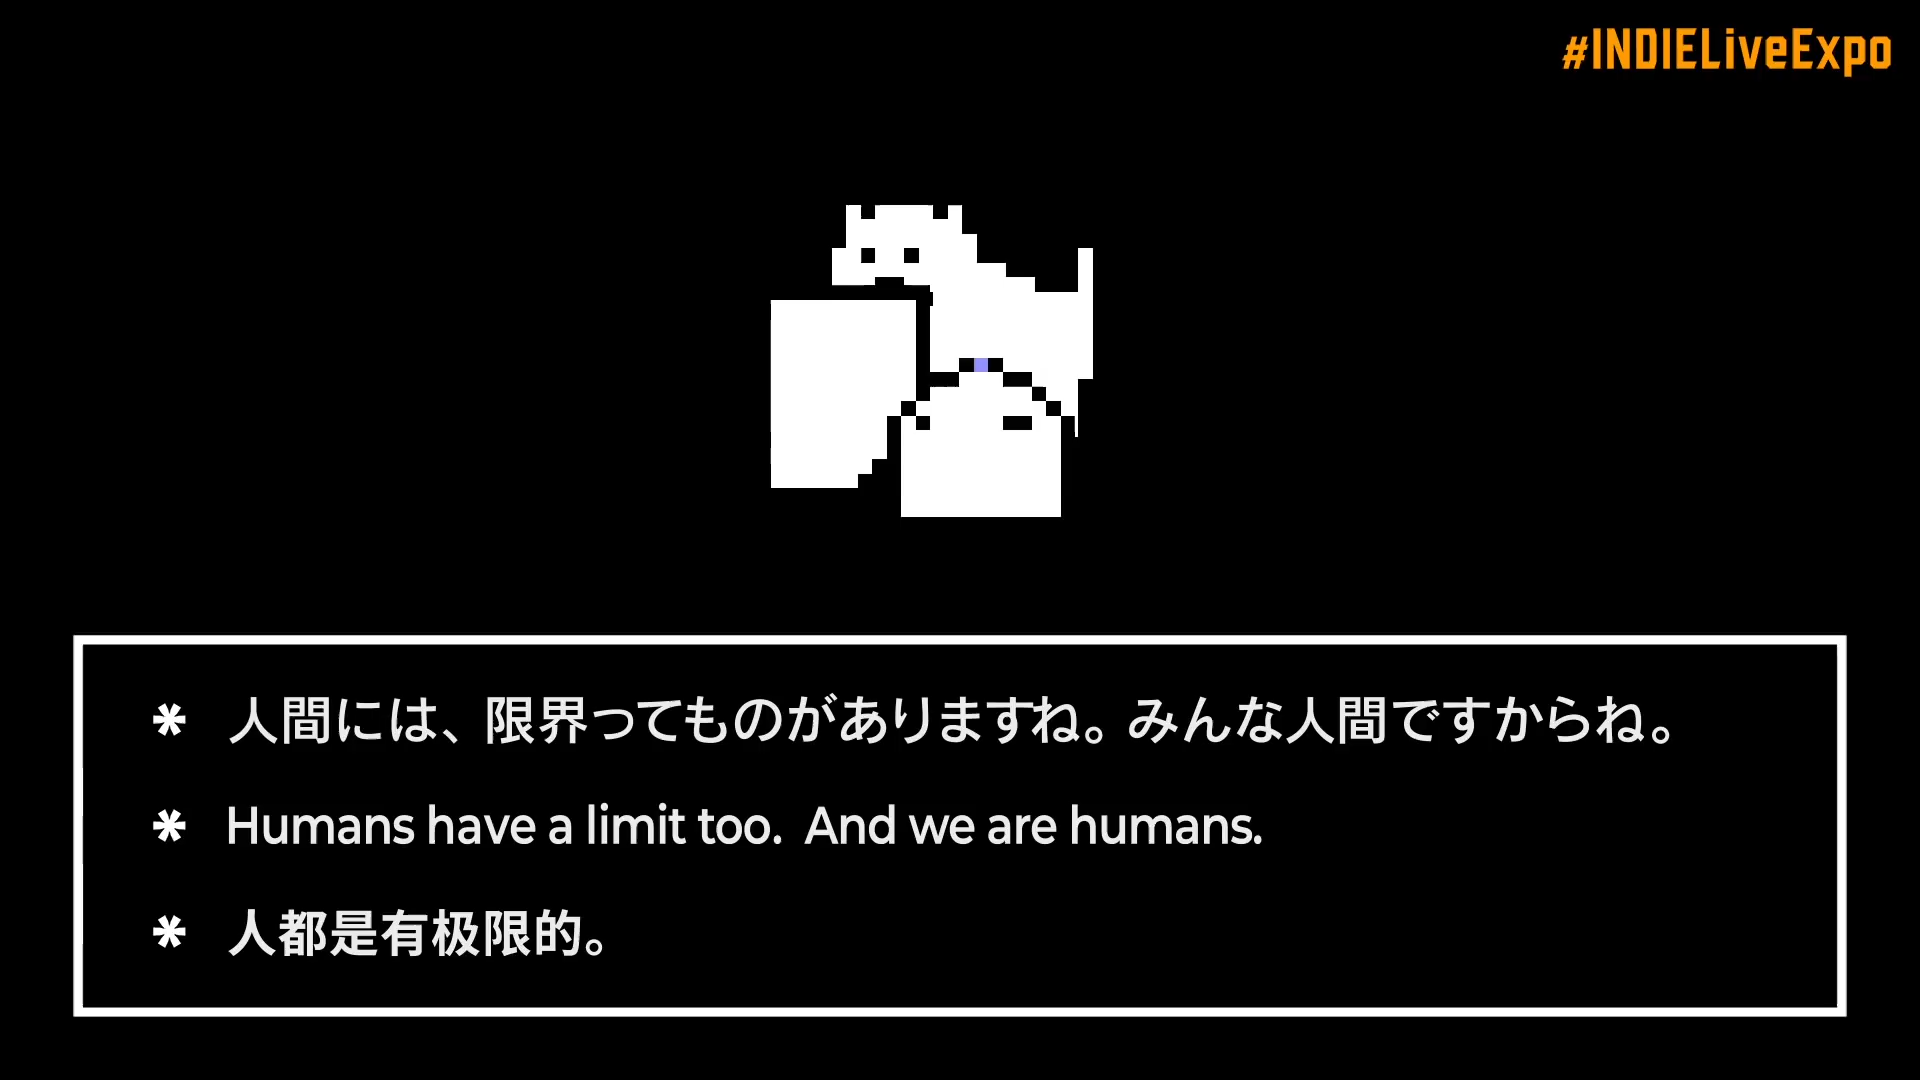 #INDIELiveExpo
* 人間には、限界ってものがありますね。みんな人間ですからね。
* Humans have a limit too. And we are humans.
* 人都是有极限的。